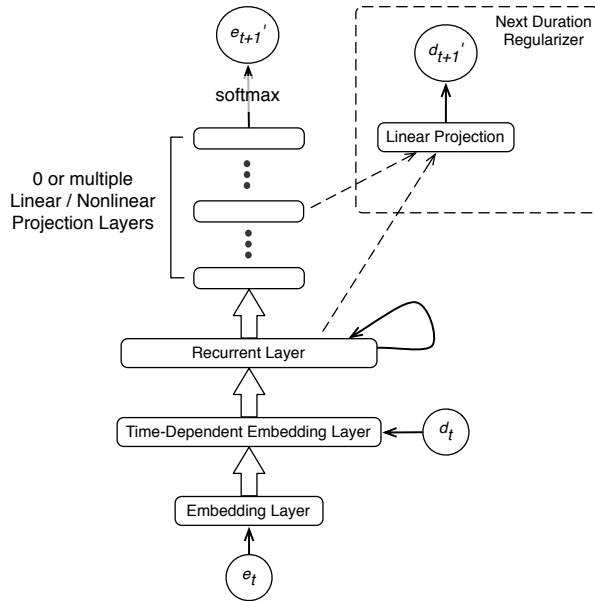 Next Duration
Regularizer
e_{t+1}'
d_{t+1}'
softmax
Linear Projection
0 or multiple
Linear / Nonlinear
Projection Layers
Recurrent Layer
Time-Dependent Embedding Layer
d_t
Embedding Layer
e_t